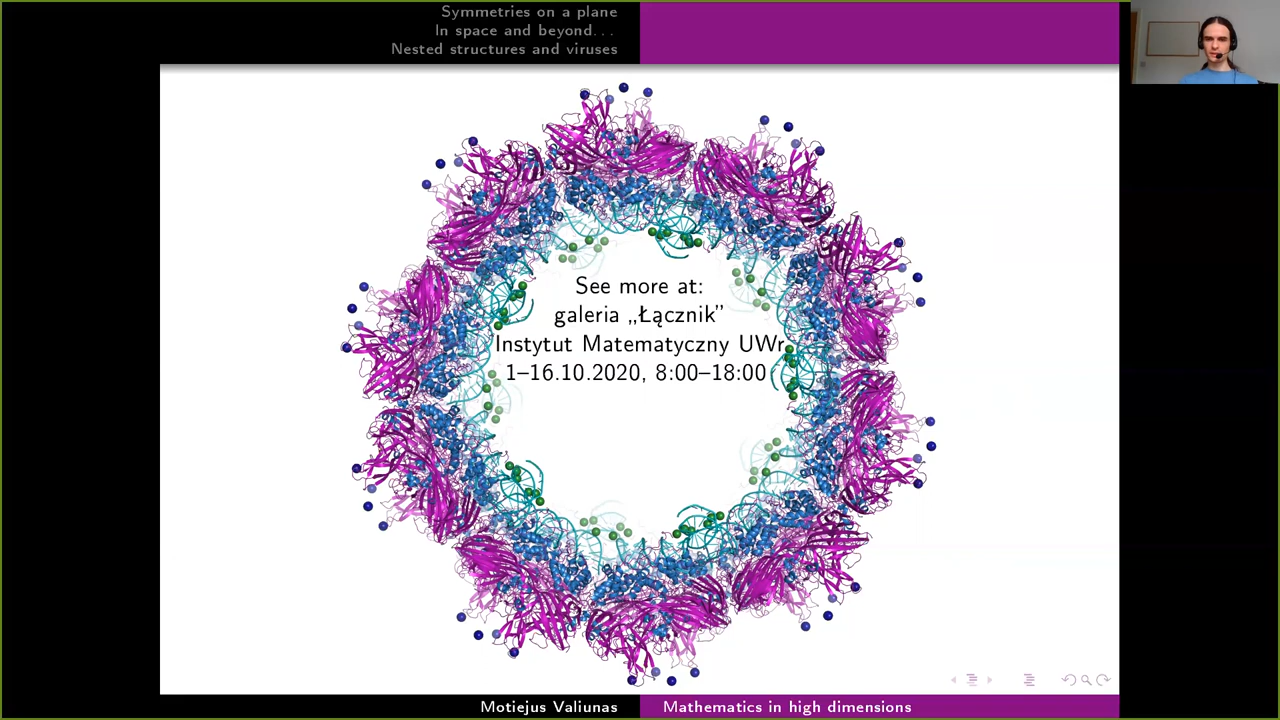 Symmetries on a plane
In space and beyond...
Nested structures and viruses
See more at:
galeria „Łącznik”
Instytut Matematyczny UWr
1–16.10.2020, 8:00–18:00
Motiejus Valiunas
Mathematics in high dimensions